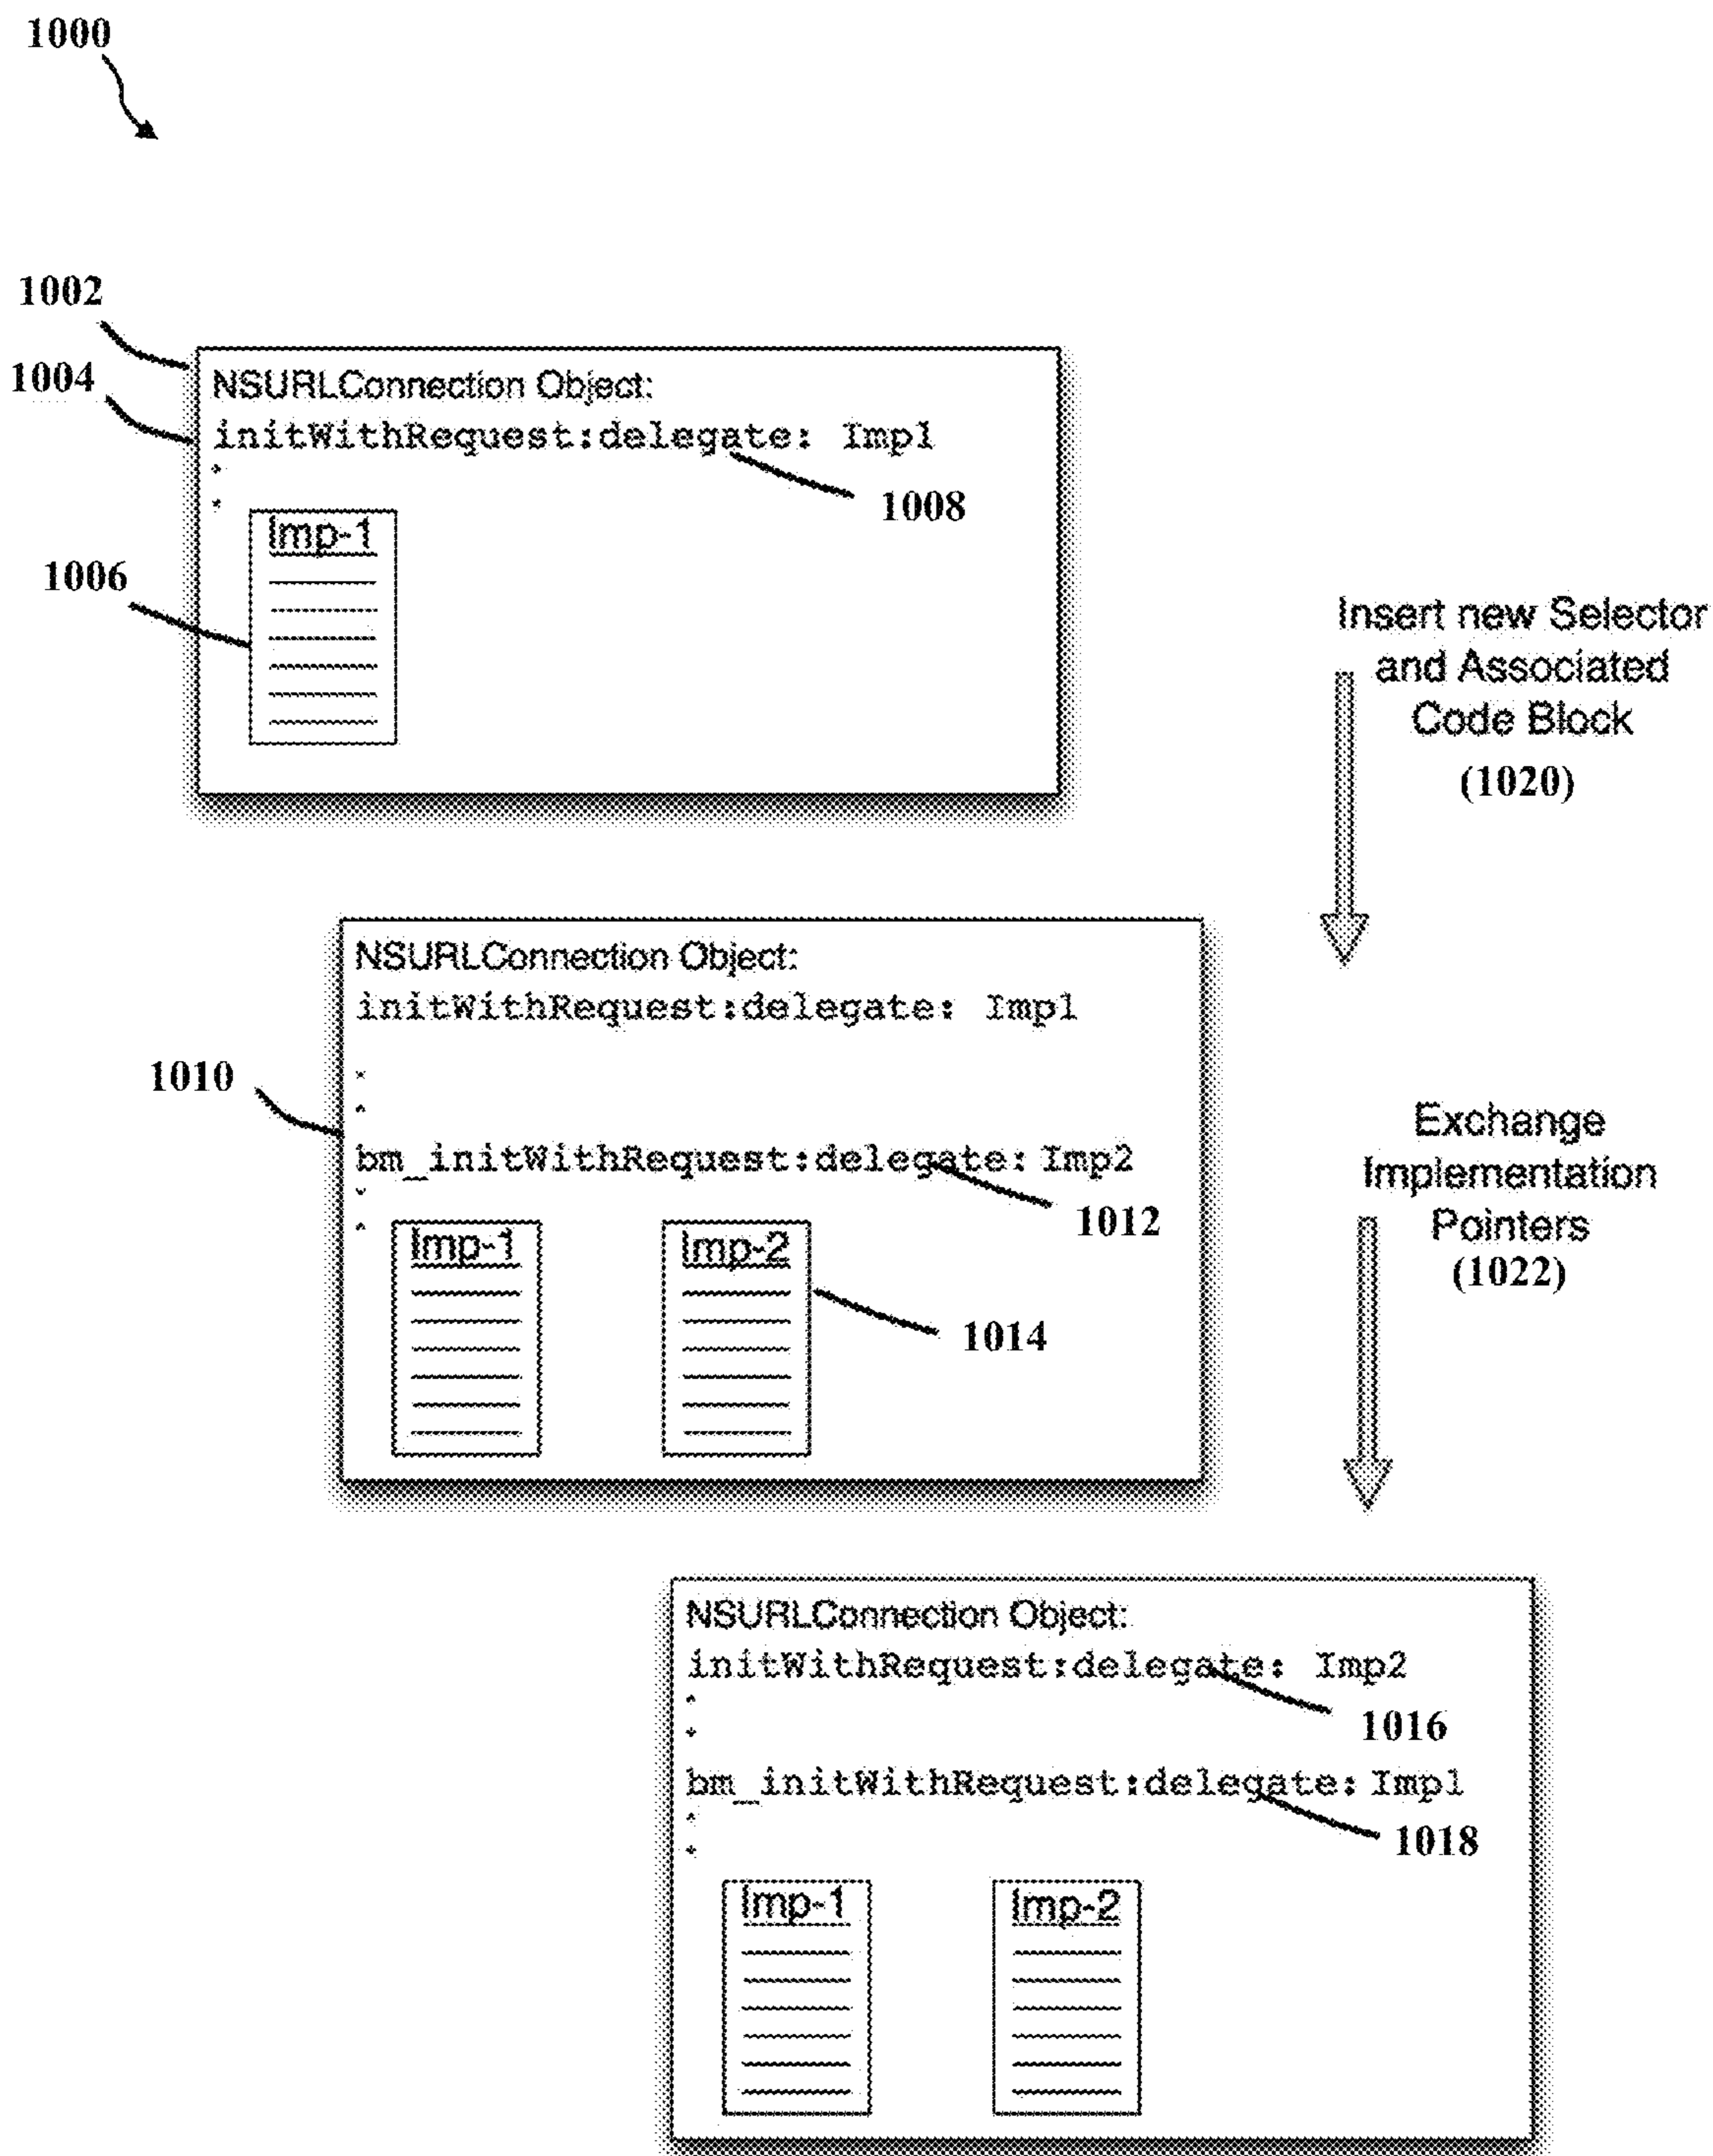 1000
1002
1004
NSURLConnection Object:
initWithRequest:delegate: Imp1
1008
Imp-1
1006
Insert new Selector
and Associated
Code Block
(1020)
NSURLConnection Object:
initWithRequest:delegate: Imp1
1010
bm_initWithRequest:delegate: Imp2
1012
Imp-1
Imp-2
1014
Exchange
Implementation
Pointers
(1022)
NSURLConnection Object:
initWithRequest:delegate: Imp2
1016
bm_initWithRequest:delegate: Imp1
1018
Imp-1
Imp-2